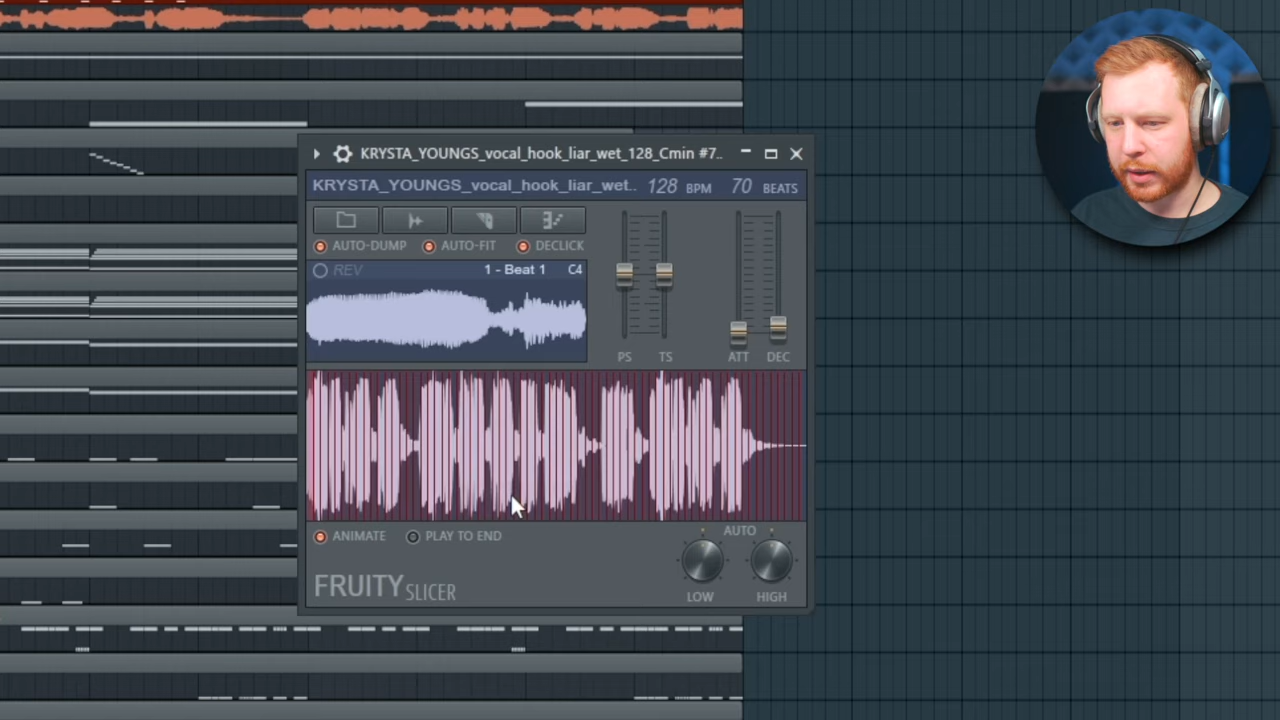 KRYSTA_YOUNGS_vocal_hook_liar_wet_128_Cmin #7..
KRYSTA_YOUNGS_vocal_hook_liar_wet.. 128 BPM 70 BEATS
AUTO-DUMP AUTO-FIT DECLICK
REV 1 - Beat 1 C4
PS TS ATT DEC
ANIMATE PLAY TO END AUTO
FRUITY SLICER LOW HIGH